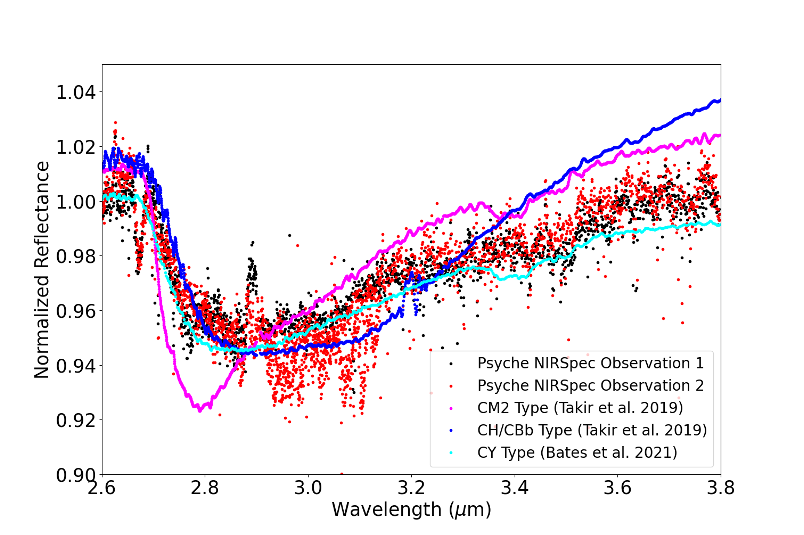 1.04
1.02
1.00
0.98
0.96
0.94
0.92
0.90
Normalized Reflectance
Psyche NIRSpec Observation 1
Psyche NIRSpec Observation 2
CM2 Type (Takir et al. 2019)
CH/CBb Type (Takir et al. 2019)
CY Type (Bates et al. 2021)
2.6 2.8 3.0 3.2 3.4 3.6 3.8
Wavelength (μm)